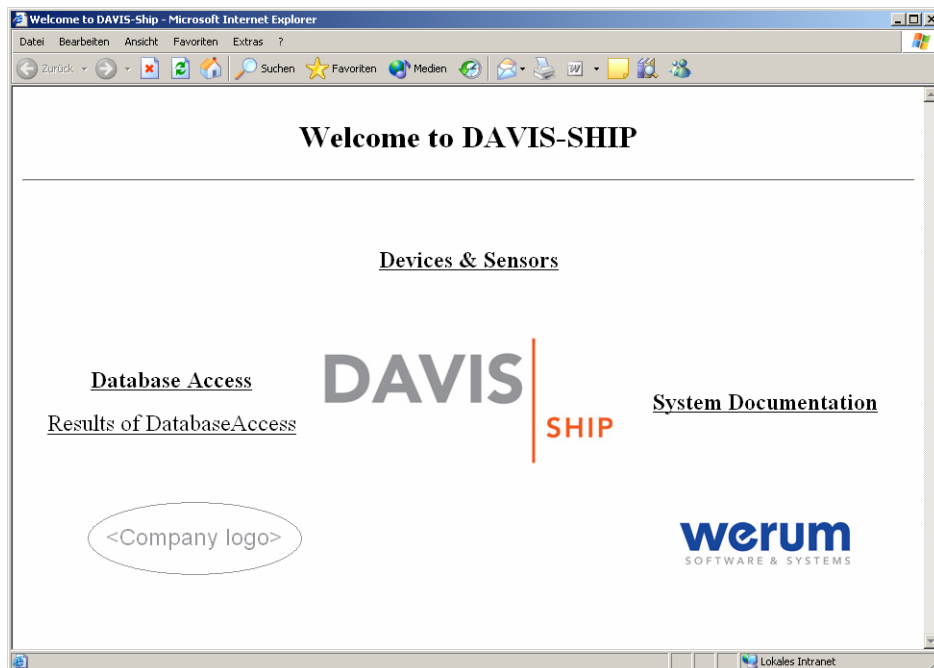 Welcome to DAVIS-Ship - Microsoft Internet Explorer
Datei Bearbeiten Ansicht Favoriten Extras ?
Zurück Suchen Favoriten Medien
Welcome to DAVIS-SHIP
Devices & Sensors
Database Access
Results of DatabaseAccess
DAVIS
SHIP
System Documentation
<Company logo>
werum
SOFTWARE & SYSTEMS
Lokales Intranet